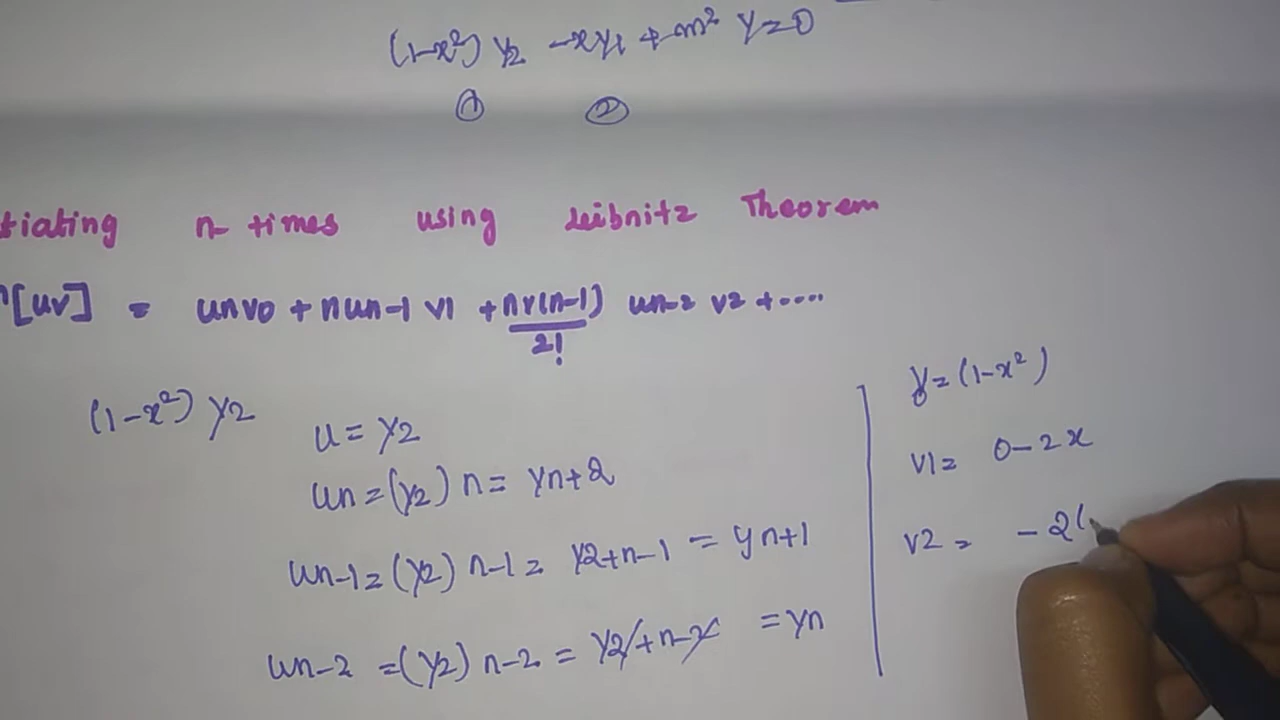 (1-x²) y2 -xy1 + m² y=0
① ②
tiating n- times using leibnitz Theorem
n[uv] = unv0 + nun-1 v1 + nx(n-1)/2! un-2 v2 + ....
(1-x²) y2
u = y2
un = (y2) n = yn+2
un-1 = (y2) n-1 = y2+n-1 = yn+1
un-2 = (y2) n-2 = y2+n-2 = yn
v = (1-x²)
v1 = 0-2x
v2 = -2(